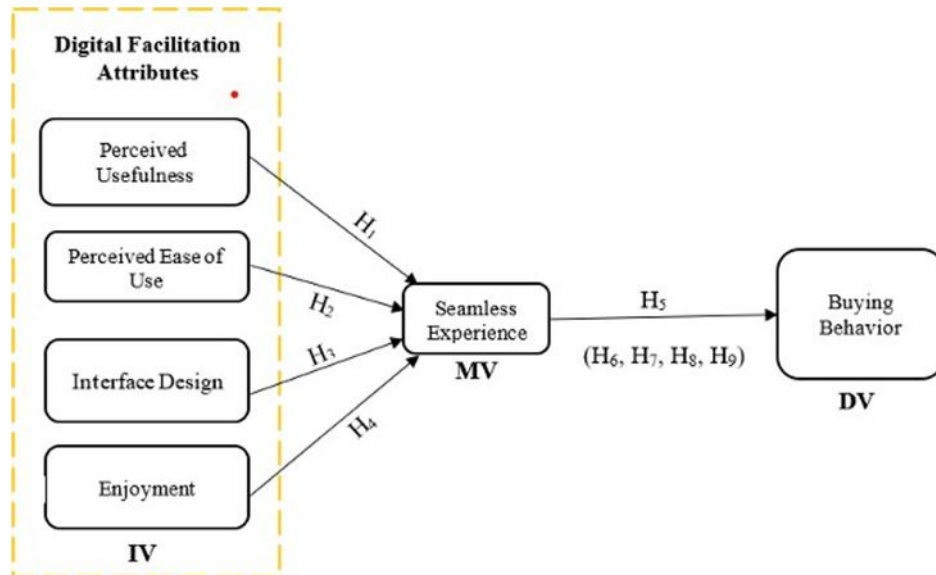 Digital Facilitation
Attributes
Perceived
Usefulness
Perceived Ease of
Use
Interface Design
Enjoyment
IV
H₁
H₂
H₃
H₄
Seamless
Experience
MV
H₅
(H₆, H₇, H₈, H₉)
Buying
Behavior
DV